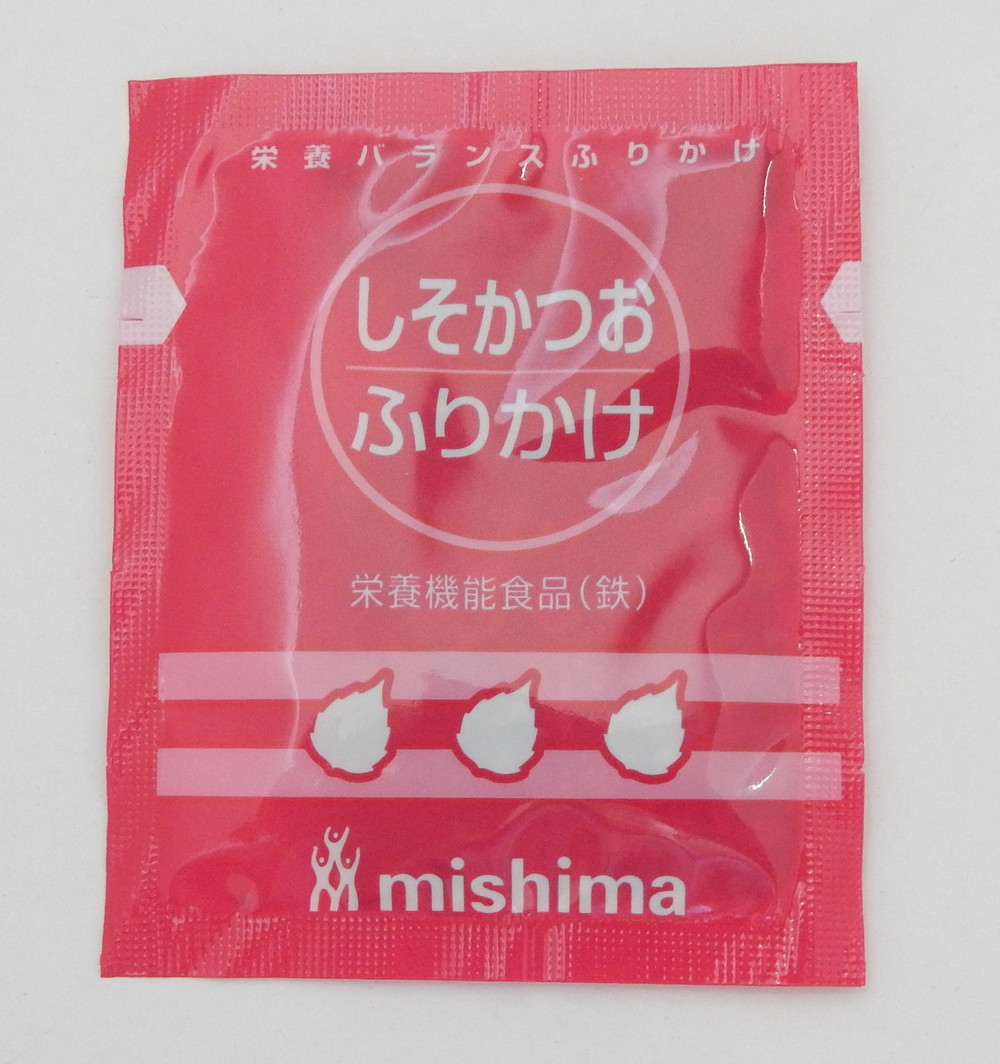 栄養バランスふりかけ
しそかつお
ふりかけ
栄養機能食品(鉄)
mishima